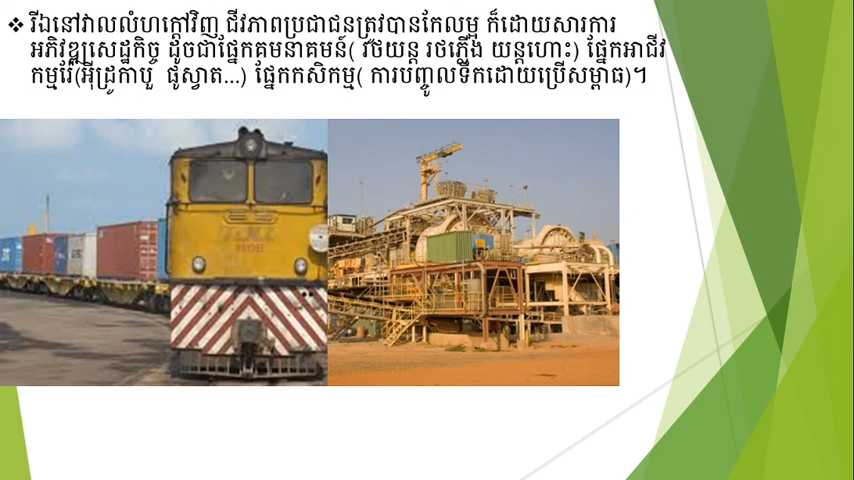 ❖ រីឯនៅវាលលំហក្តៅវិញ ជីវភាពប្រជាជនត្រូវបានកែលម្អ ក៏ដោយសារការ
អភិវឌ្ឍសេដ្ឋកិច្ច ដូចជាផ្នែកគមនាគមន៍( រថយន្ត រថភ្លើង យន្តហោះ) ផ្នែកអាជីវ
កម្មរ៉ែ(អ៊ីដ្រូកាបួ ផូស្វាត...) ផ្នែកកសិកម្ម( ការបញ្ចូលទឹកដោយប្រើសម្ពាធ)។